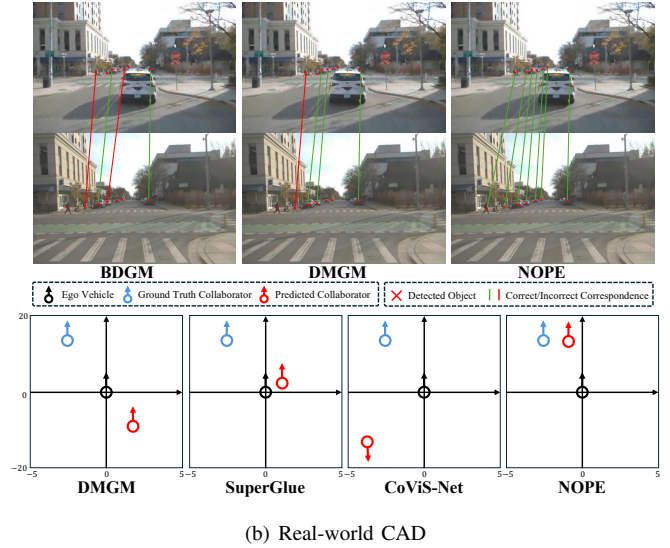 BDGM DMGM NOPE
Ego Vehicle Ground Truth Collaborator Predicted Collaborator Detected Object Correct/Incorrect Correspondence
20
0
−20
−5 0 5 −5 0 5 −5 0 5 −5 0 5
DMGM SuperGlue CoViS-Net NOPE
(b) Real-world CAD